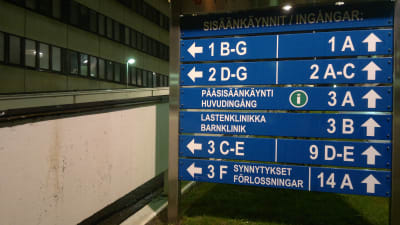 SISÄÄNKÄYNNIT / INGÅNGAR:
← 1 B-G 1 A ↑
← 2 D-G 2 A-C ↑
PÄÄSISÄÄNKÄYNTI
HUVUDINGÅNG i 3 A ↑
LASTENKLINIKKA
BARNKLINIK 3 B ↑
← 3 C-E 9 D-E ↑
← 3 F SYNNYTYKSET
FÖRLOSSNINGAR 14 A ↑